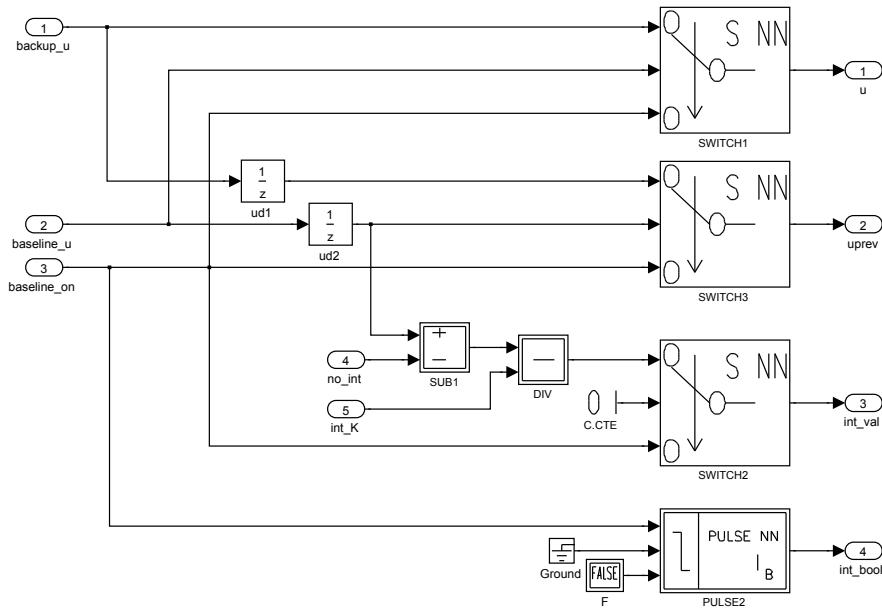 1
backup_u
S NN
SWITCH1
1
u
1
z
ud1
S NN
SWITCH3
2
baseline_u
1
z
ud2
2
uprev
3
baseline_on
+
−
SUB1
4
no_int
5
int_K
—
DIV
0
C.CTE
S NN
SWITCH2
3
int_val
Ground
FALSE
F
PULSE NN
I B
PULSE2
4
int_bool